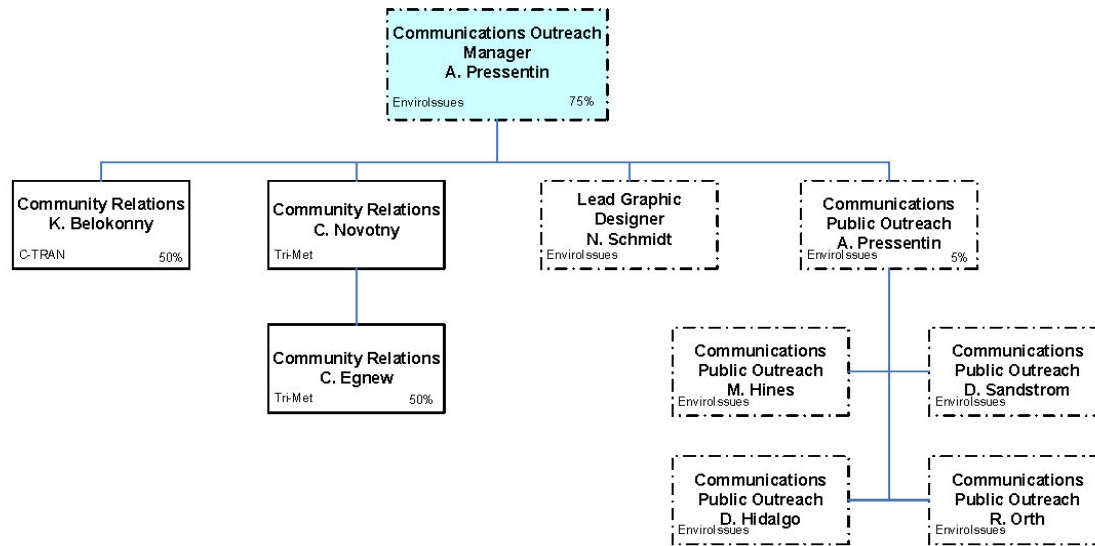 Communications Outreach
Manager
A. Pressentin
EnviroIssues 75%
Community Relations
K. Belokonny
C-TRAN 50%
Community Relations
C. Novotny
Tri-Met
Lead Graphic
Designer
N. Schmidt
EnviroIssues
Communications
Public Outreach
A. Pressentin
EnviroIssues 5%
Community Relations
C. Egnew
Tri-Met 50%
Communications
Public Outreach
M. Hines
EnviroIssues
Communications
Public Outreach
D. Sandstrom
EnviroIssues
Communications
Public Outreach
D. Hidalgo
EnviroIssues
Communications
Public Outreach
R. Orth
EnviroIssues